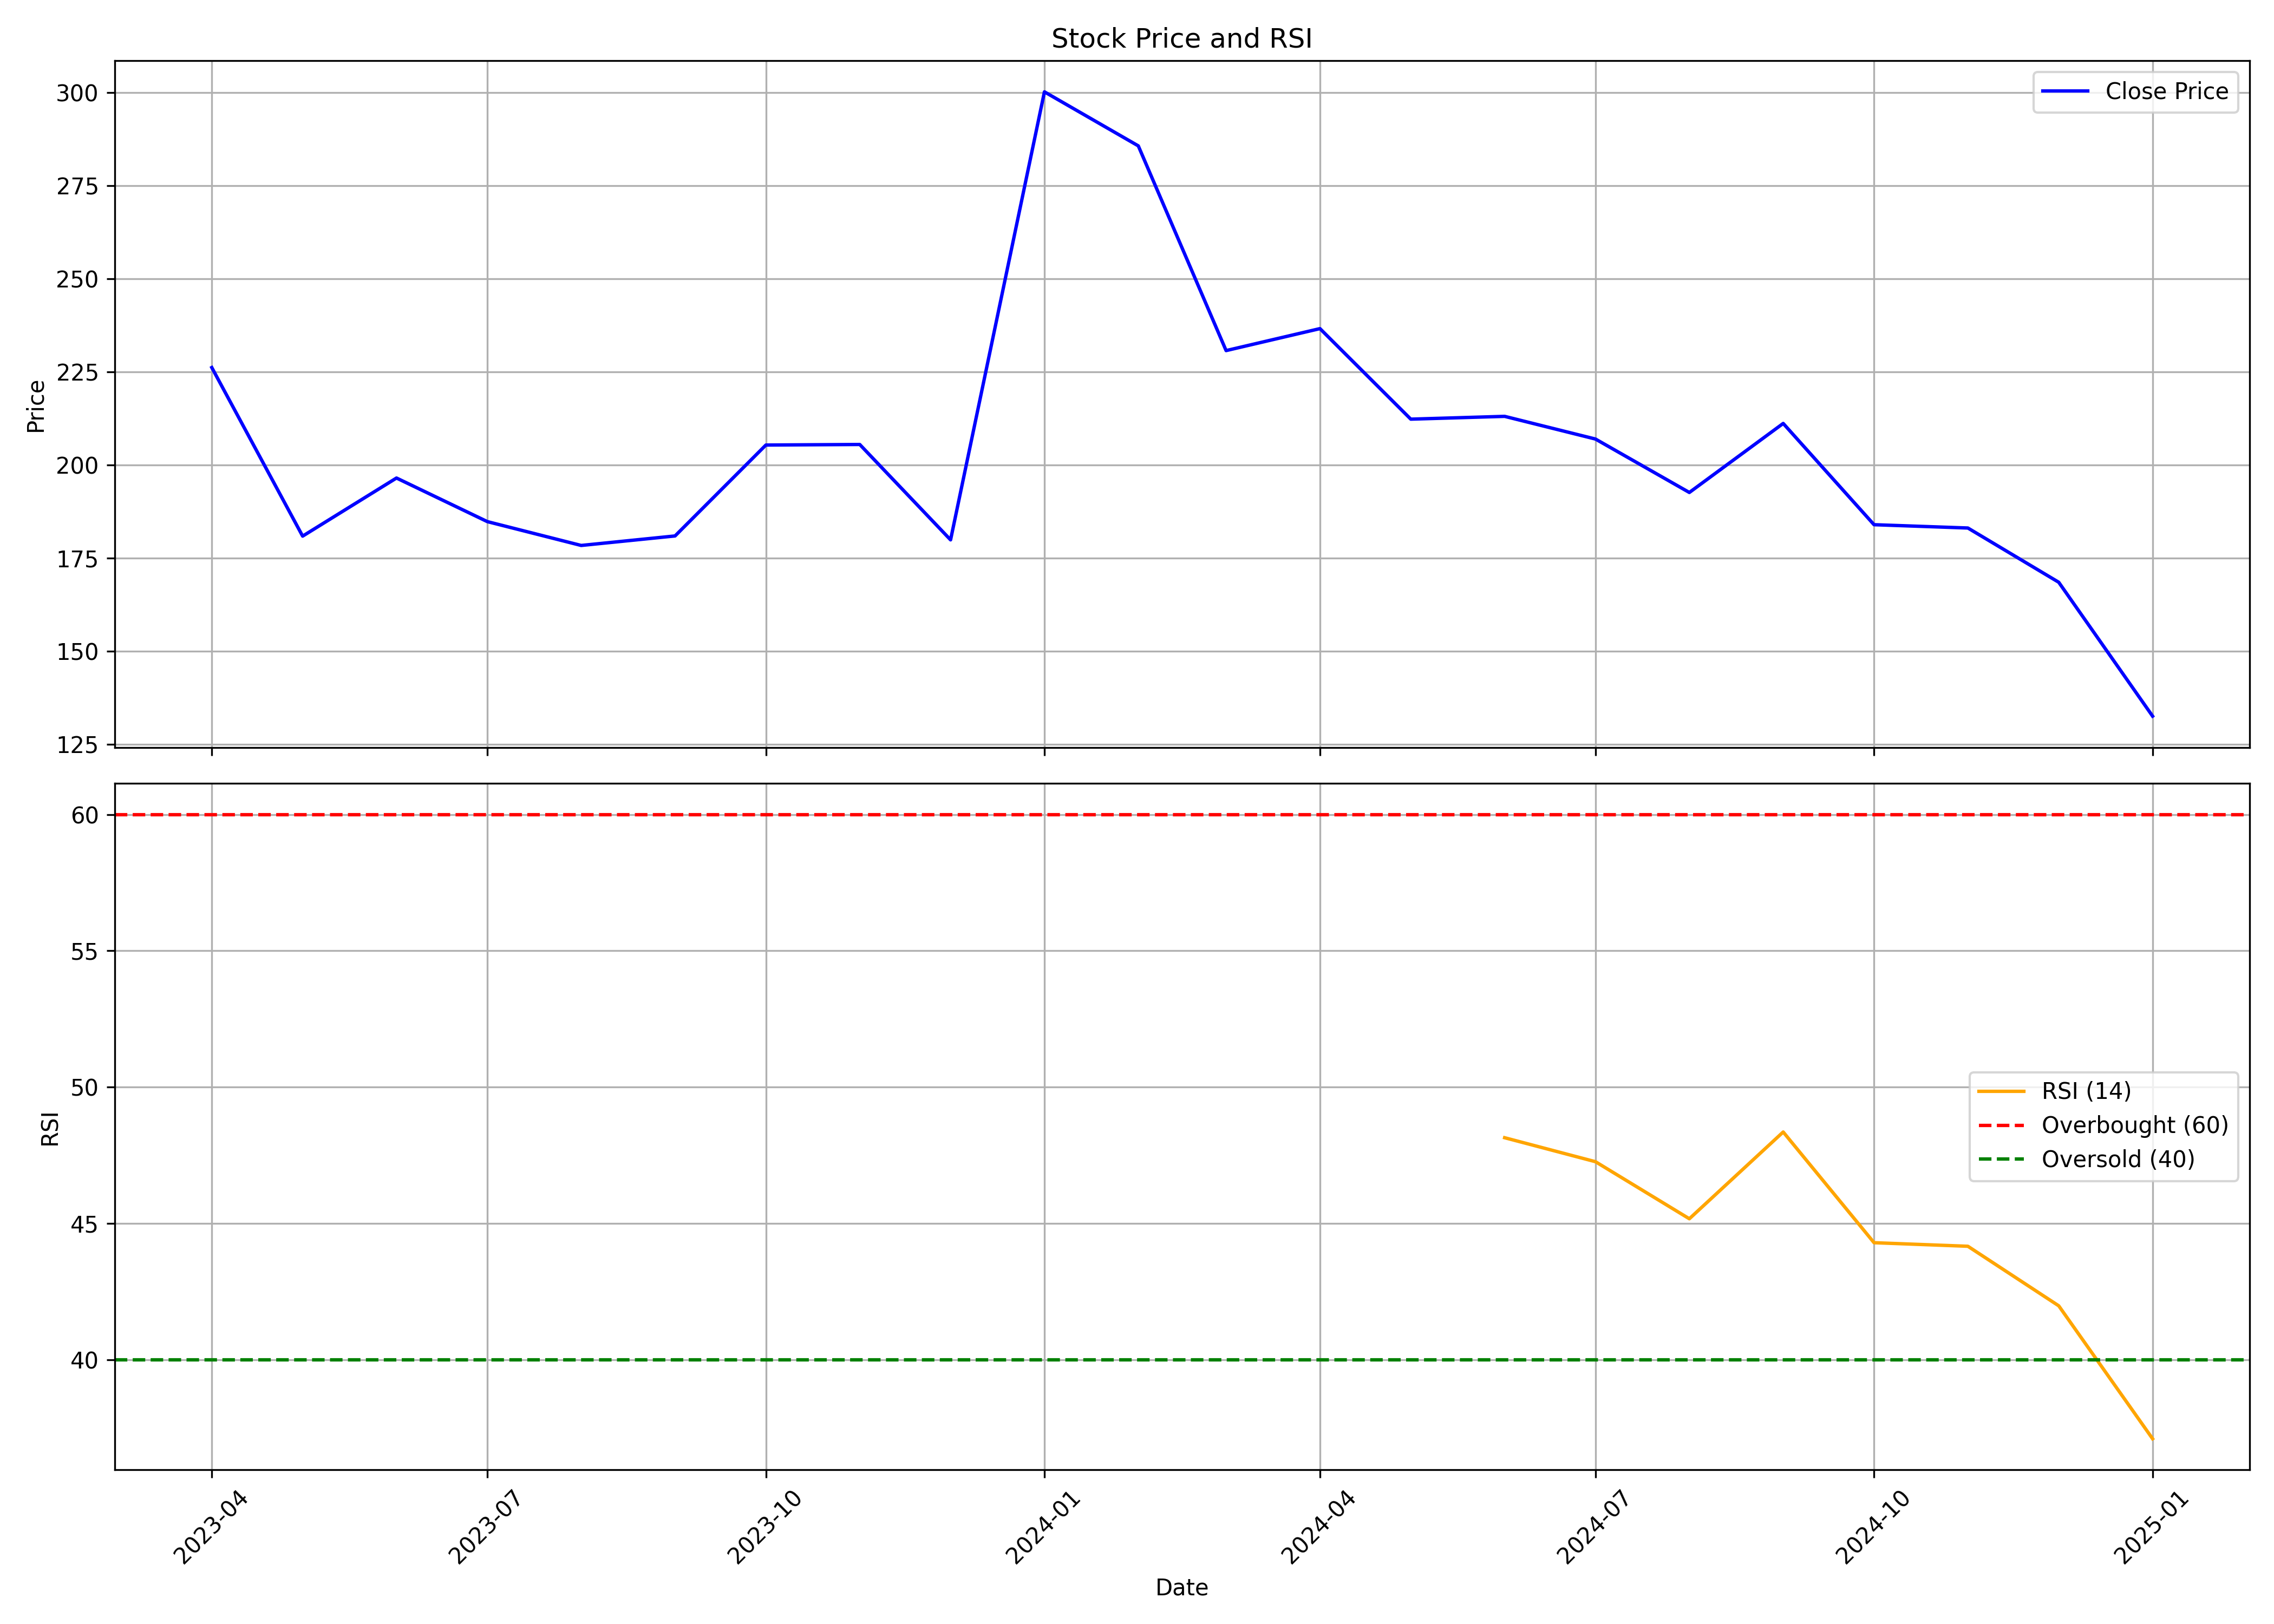 Stock Price and RSI
300
275
250
225
200
175
150
125
Price
Close Price
60
55
50
45
40
RSI
RSI (14)
Overbought (60)
Oversold (40)
2023-04
2023-07
2023-10
2024-01
2024-04
2024-07
2024-10
2025-01
Date